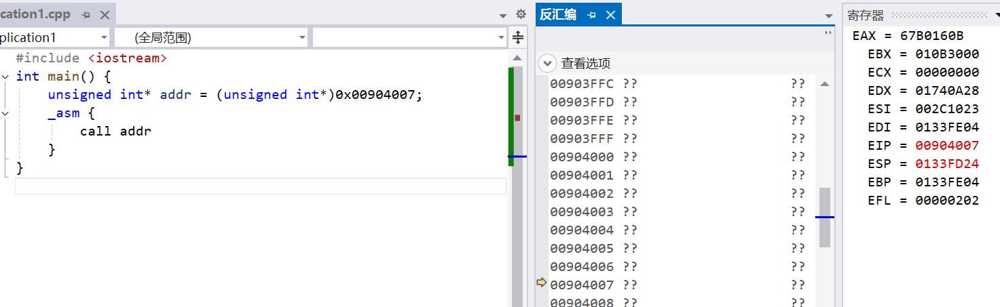 cation1.cpp
plication1
(全局范围)
#include <iostream>
int main() {
    unsigned int* addr = (unsigned int*)0x00904007;
    _asm {
        call addr
    }
}
反汇编
查看选项
00903FFC ?? ??
00903FFD ?? ??
00903FFE ?? ??
00903FFF ?? ??
00904000 ?? ??
00904001 ?? ??
00904002 ?? ??
00904003 ?? ??
00904004 ?? ??
00904005 ?? ??
00904006 ?? ??
00904007 ?? ??
00904008 ?? ??
寄存器
EAX = 67B0160B
EBX = 010B3000
ECX = 00000000
EDX = 01740A28
ESI = 002C1023
EDI = 0133FE04
EIP = 00904007
ESP = 0133FD24
EBP = 0133FE04
EFL = 00000202